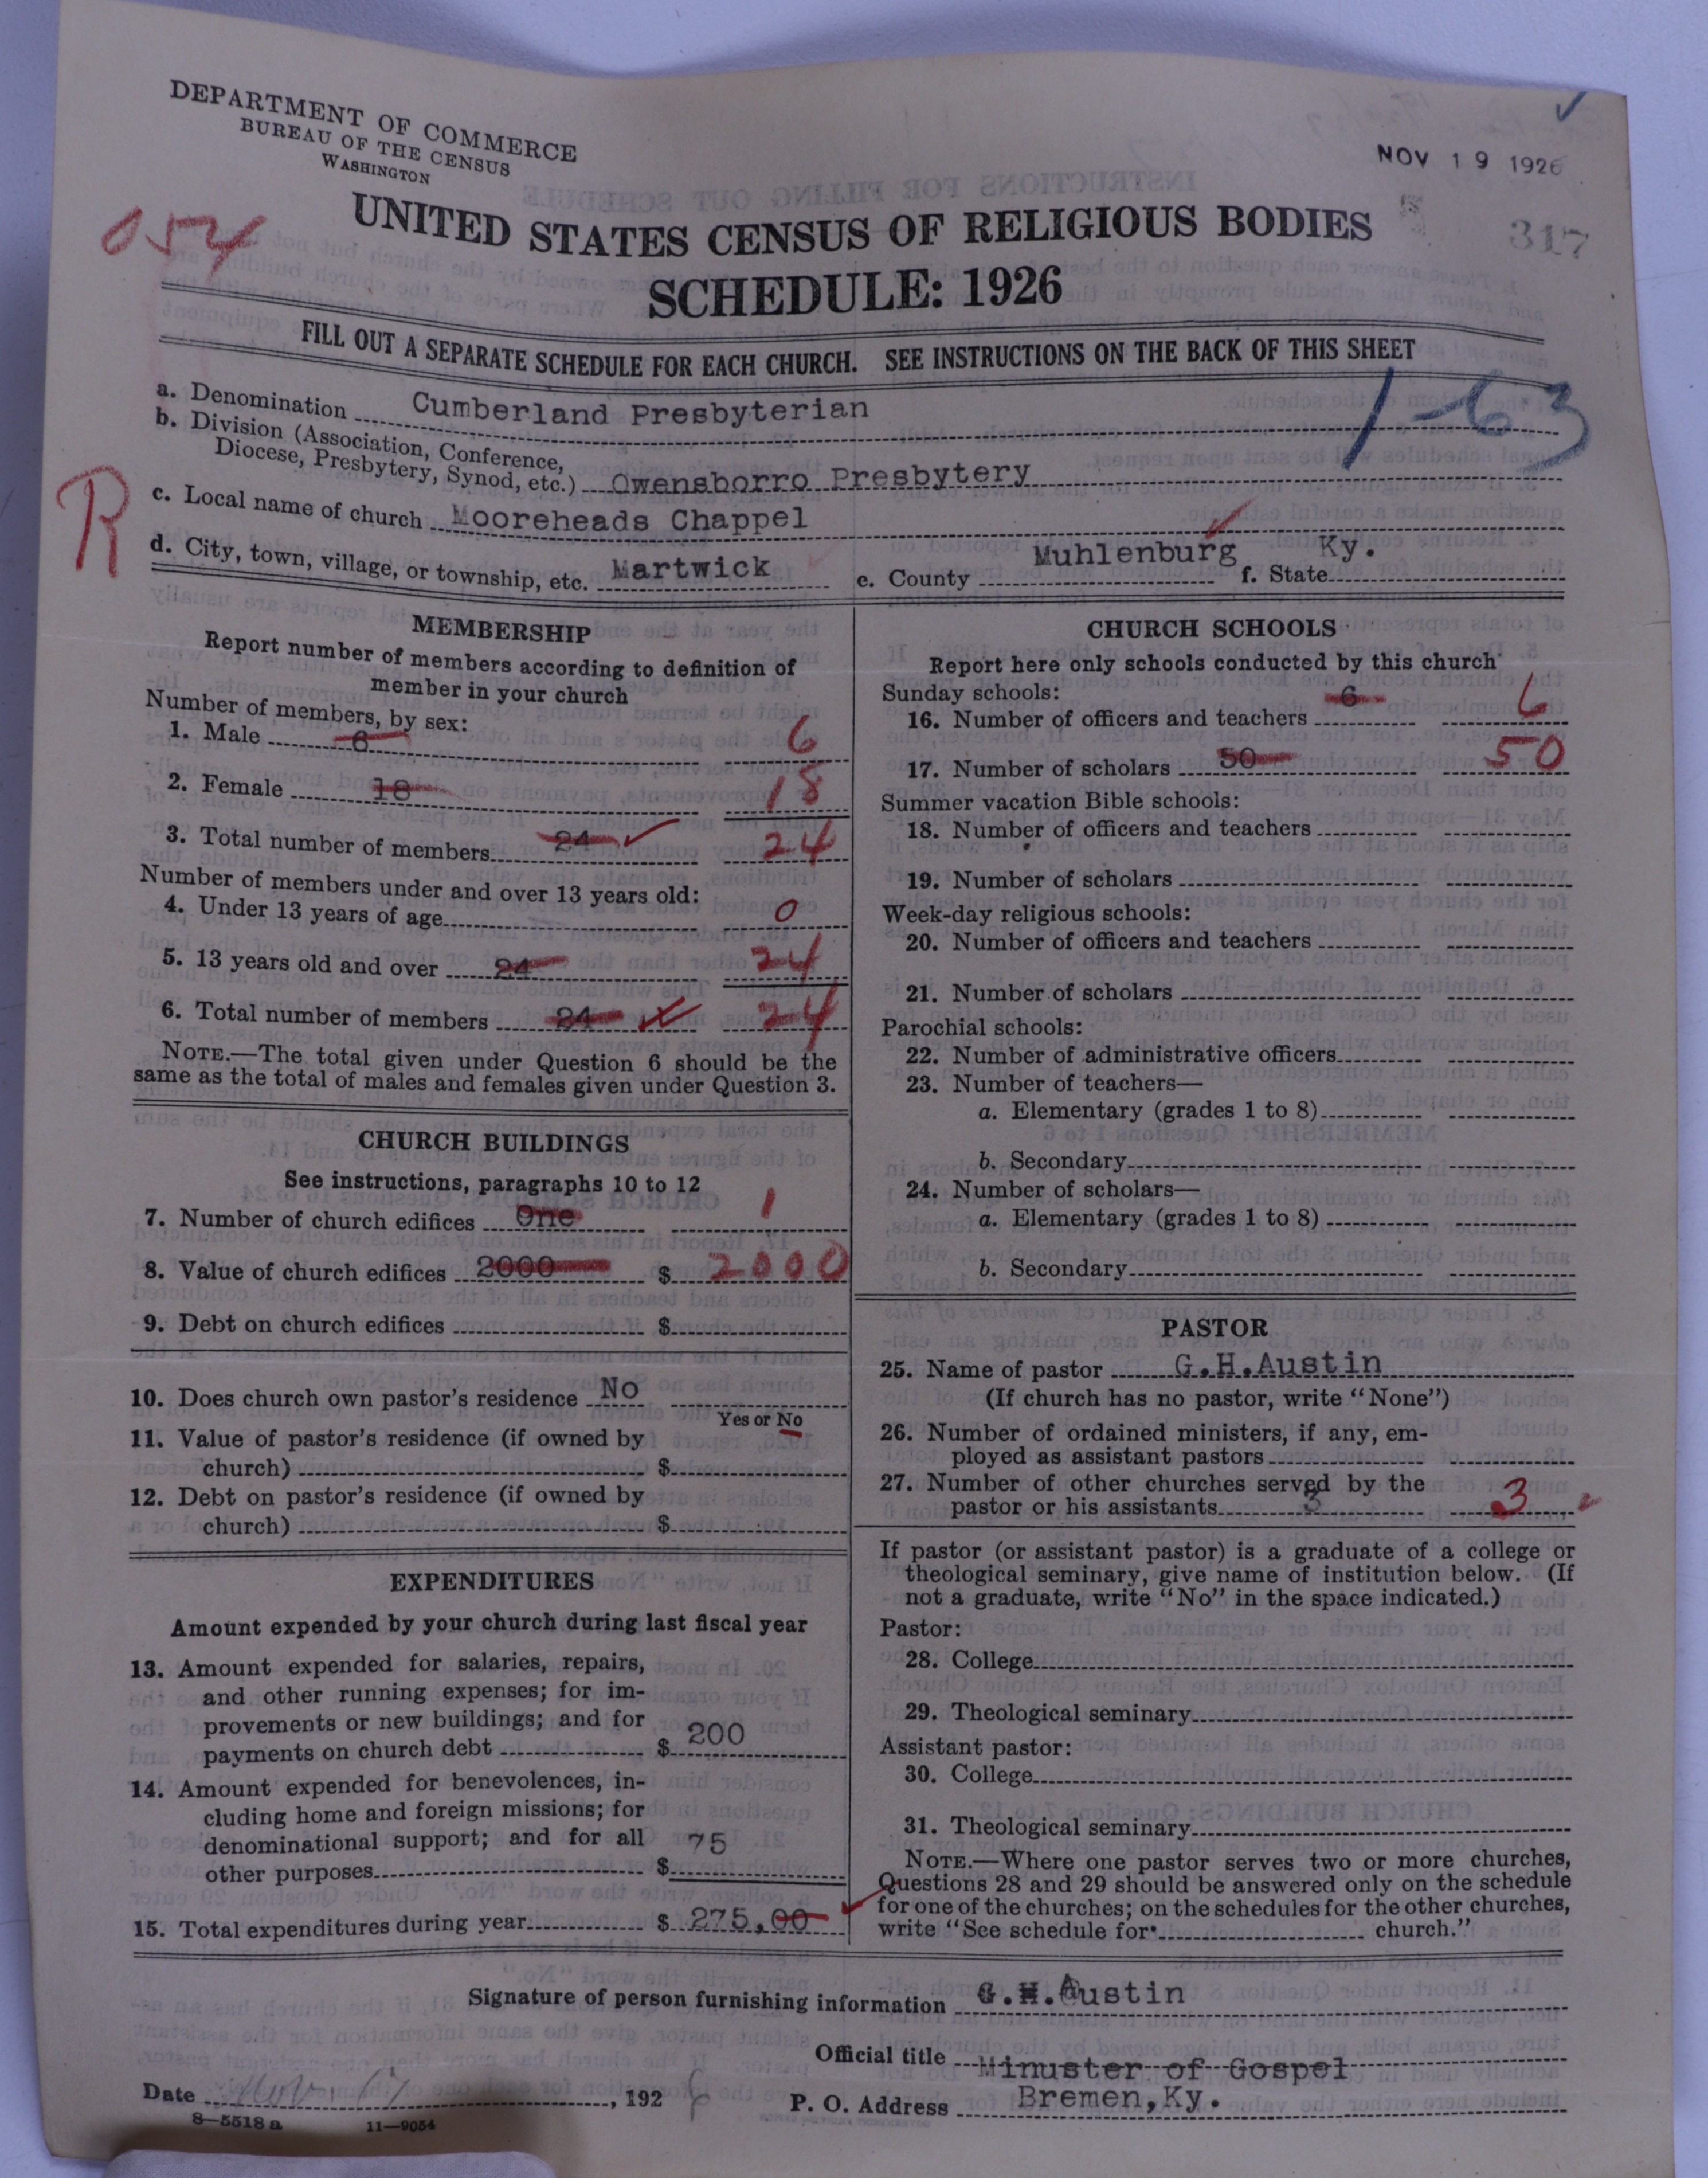 DEPARTMENT OF COMMERCE
BUREAU OF THE CENSUS
WASHINGTON
NOV 19 1926
317
054
UNITED STATES CENSUS OF RELIGIOUS BODIES
SCHEDULE: 1926
FILL OUT A SEPARATE SCHEDULE FOR EACH CHURCH. SEE INSTRUCTIONS ON THE BACK OF THIS SHEET
1-63
a. Denomination Cumberland Presbyterian
b. Division (Association, Conference,
Diocese, Presbytery, Synod, etc.) Owensborro Presbytery
R
c. Local name of church Mooreheads Chappel
d. City, town, village, or township, etc. Martwick e. County Muhlenburg f. State Ky.
MEMBERSHIP
Report number of members according to definition of
member in your church
Number of members, by sex:
1. Male 6 6
2. Female 18 18
3. Total number of members 24 24
Number of members under and over 13 years old:
4. Under 13 years of age 0
5. 13 years old and over 24 24
6. Total number of members 24 24
NOTE.—The total given under Question 6 should be the
same as the total of males and females given under Question 3.
CHURCH BUILDINGS
See instructions, paragraphs 10 to 12
7. Number of church edifices One 1
8. Value of church edifices 2000 $ 2000
9. Debt on church edifices $
10. Does church own pastor's residence No
Yes or No
11. Value of pastor's residence (if owned by
church) $
12. Debt on pastor's residence (if owned by
church) $
EXPENDITURES
Amount expended by your church during last fiscal year
13. Amount expended for salaries, repairs,
and other running expenses; for im-
provements or new buildings; and for
payments on church debt $ 200
14. Amount expended for benevolences, in-
cluding home and foreign missions; for
denominational support; and for all
other purposes $ 75
15. Total expenditures during year $ 275,00
CHURCH SCHOOLS
Report here only schools conducted by this church
Sunday schools:
16. Number of officers and teachers 6 6
17. Number of scholars 50 50
Summer vacation Bible schools:
18. Number of officers and teachers
19. Number of scholars
Week-day religious schools:
20. Number of officers and teachers
21. Number of scholars
Parochial schools:
22. Number of administrative officers
23. Number of teachers—
a. Elementary (grades 1 to 8)
b. Secondary
24. Number of scholars—
a. Elementary (grades 1 to 8)
b. Secondary
PASTOR
25. Name of pastor G.H.Austin
(If church has no pastor, write "None")
26. Number of ordained ministers, if any, em-
ployed as assistant pastors
27. Number of other churches served by the
pastor or his assistants 3 3
If pastor (or assistant pastor) is a graduate of a college or
theological seminary, give name of institution below. (If
not a graduate, write "No" in the space indicated.)
Pastor:
28. College
29. Theological seminary
Assistant pastor:
30. College
31. Theological seminary
NOTE.—Where one pastor serves two or more churches,
Questions 28 and 29 should be answered only on the schedule
for one of the churches; on the schedules for the other churches,
write "See schedule for church."
Signature of person furnishing information G.H.Austin
Official title Minuster of Gospel
Date Nov. 17, 1926 P. O. Address Bremen,Ky.
8—5518 a 11—9054